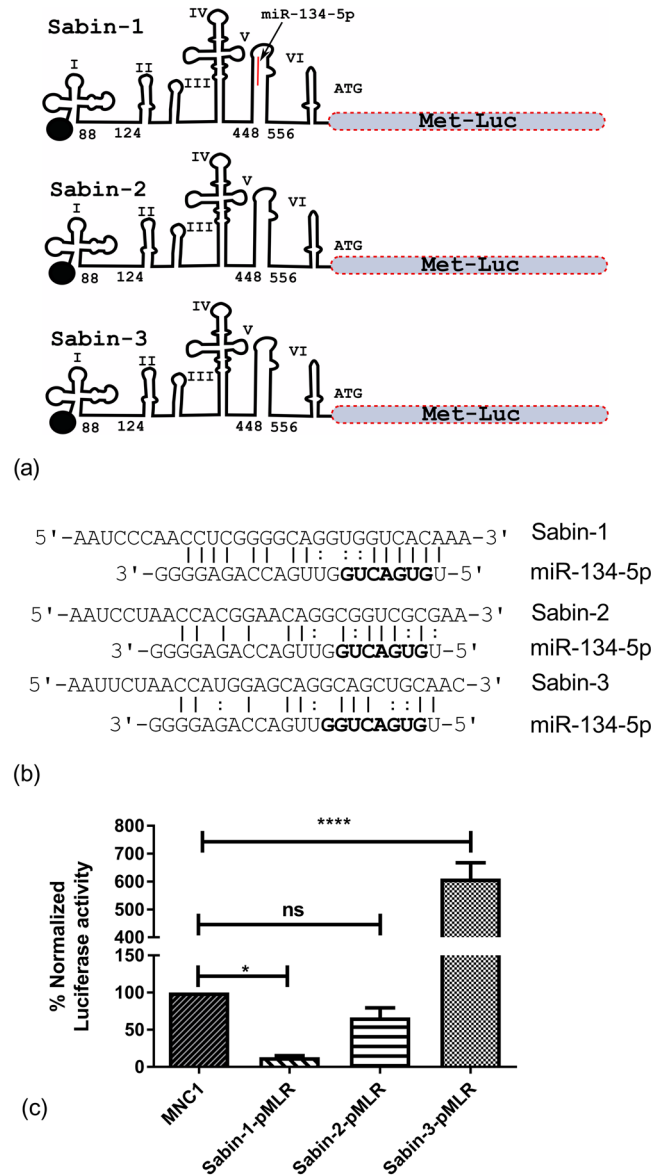 Sabin-1
miR-134-5p
I
II
III
IV
V
VI
88
124
448
556
ATG
Met-Luc
Sabin-2
I
II
III
IV
V
VI
88
124
448
556
ATG
Met-Luc
Sabin-3
I
II
III
IV
V
VI
88
124
448
556
ATG
Met-Luc
(a)
5'-AAUCCCAACCUCGGGGCAGGUGGUCACAAA-3' Sabin-1
3'-GGGGAGACCAGUUGGUCAGUGU-5' miR-134-5p
5'-AAUCCUAACCACGGAACAGGCGGUCGCGAA-3' Sabin-2
3'-GGGGAGACCAGUUGGUCAGUGU-5' miR-134-5p
5'-AAUUCUAACCAUGGAGCAGGCAGCUGCAAC-3' Sabin-3
3'-GGGGAGACCAGUUGGUCAGUGU-5' miR-134-5p
(b)
% Normalized
Luciferase activity
800
700
600
500
400
150
100
50
0
****
ns
*
MNC1
Sabin-1-pMLR
Sabin-2-pMLR
Sabin-3-pMLR
(c)